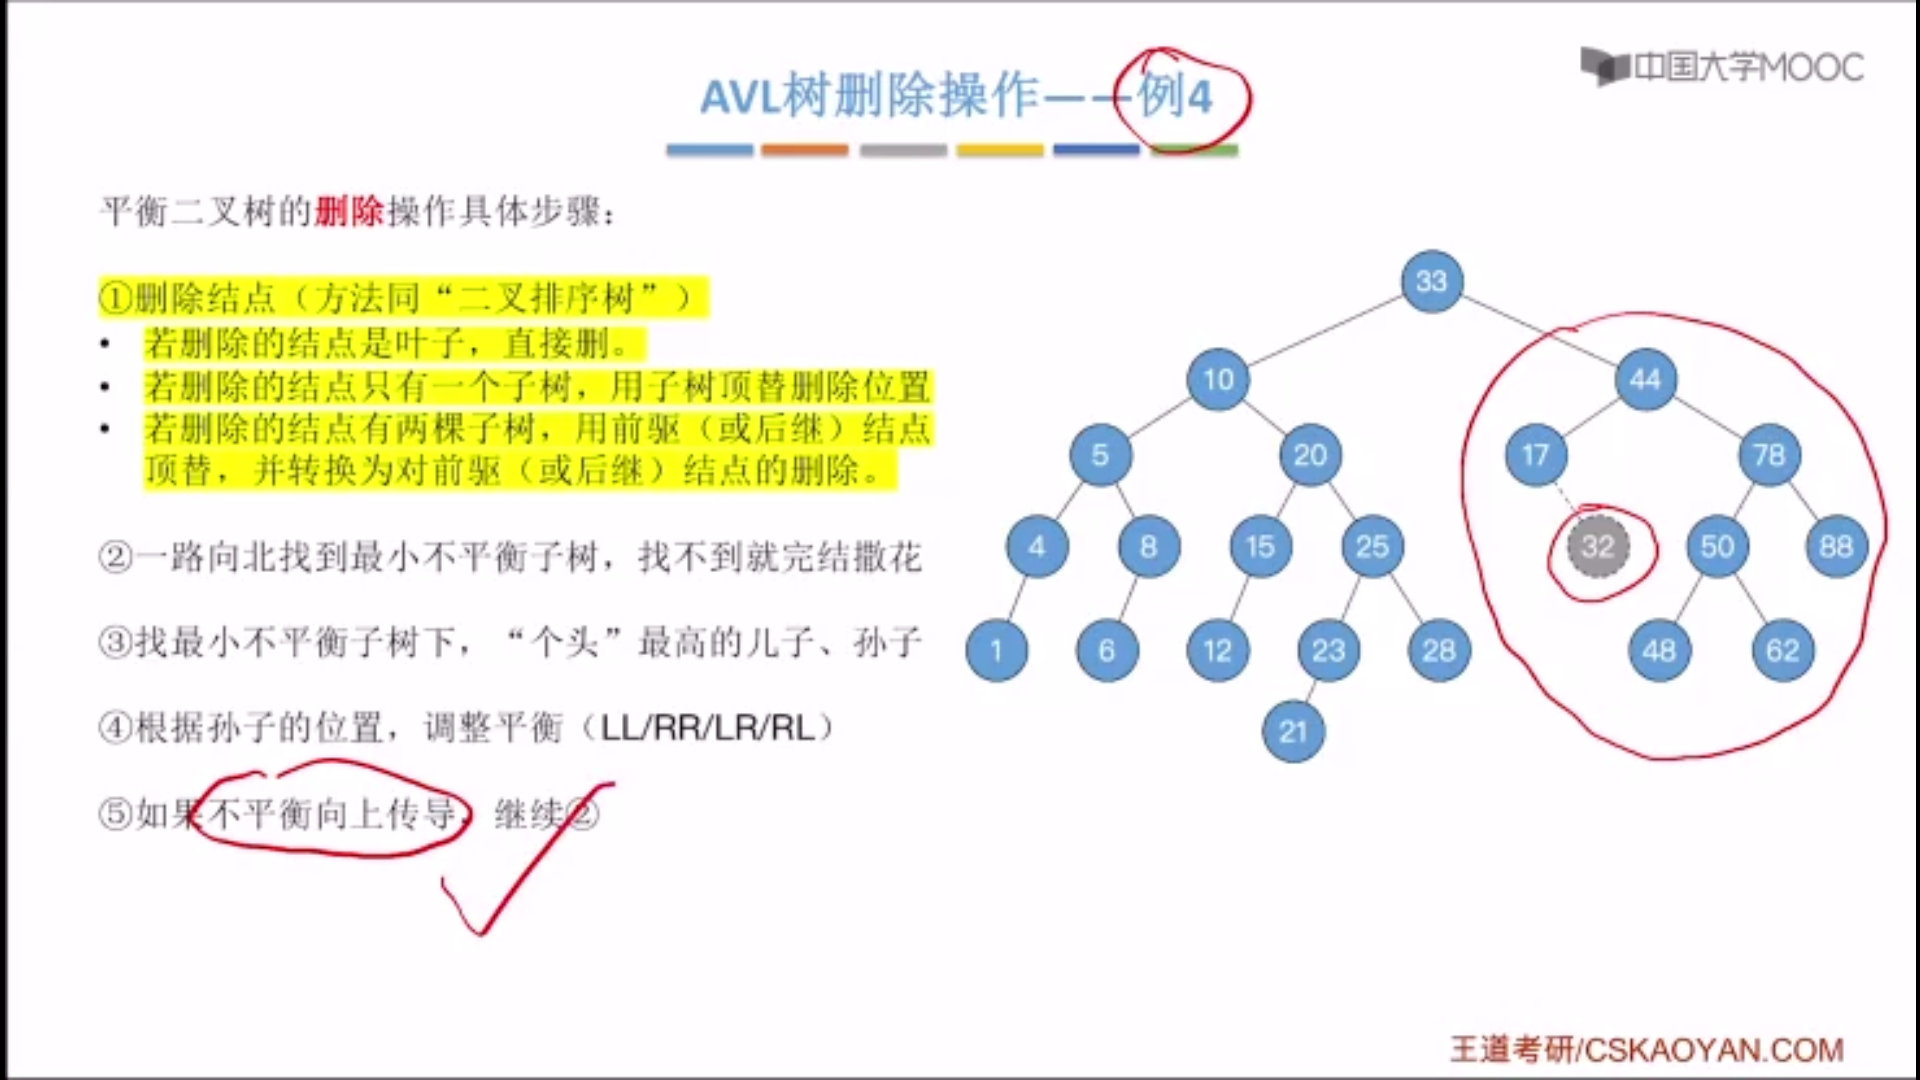 中国大学MOOC
AVL树删除操作——例4
平衡二叉树的删除操作具体步骤：
①删除结点（方法同“二叉排序树”）
• 若删除的结点是叶子，直接删。
• 若删除的结点只有一个子树，用子树顶替删除位置
• 若删除的结点有两棵子树，用前驱（或后继）结点
顶替，并转换为对前驱（或后继）结点的删除。
②一路向北找到最小不平衡子树，找不到就完结撒花
③找最小不平衡子树下，“个头”最高的儿子、孙子
④根据孙子的位置，调整平衡（LL/RR/LR/RL）
⑤如果不平衡向上传导，继续②
33
10 44
5 20 17 78
4 8 15 25 32 50 88
1 6 12 23 28 48 62
21
王道考研/CSKAOYAN.COM